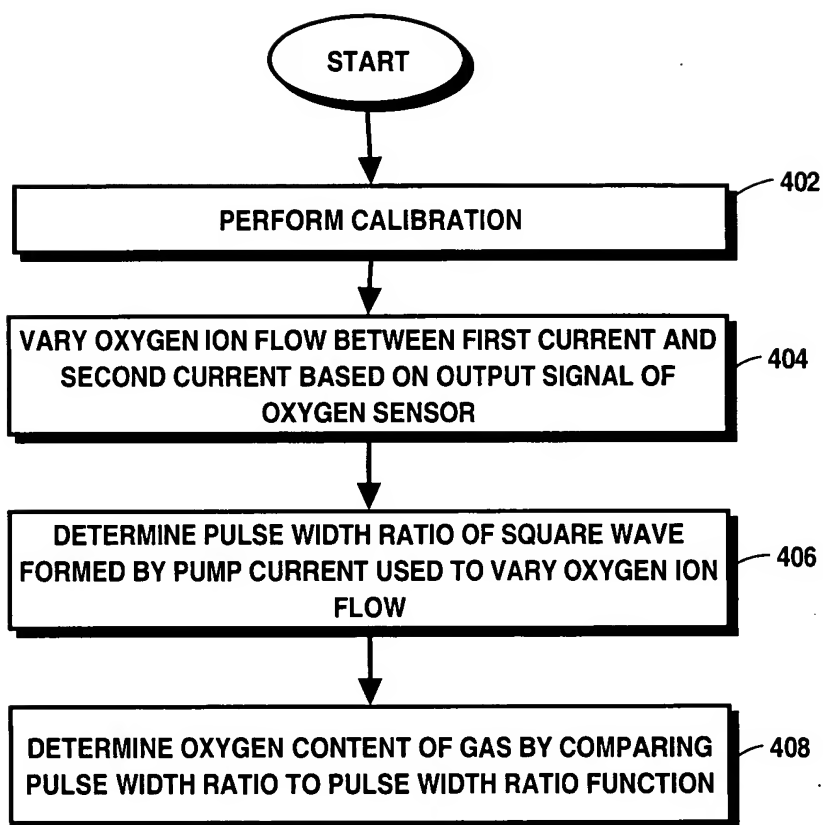 START
PERFORM CALIBRATION
402
VARY OXYGEN ION FLOW BETWEEN FIRST CURRENT AND
SECOND CURRENT BASED ON OUTPUT SIGNAL OF
OXYGEN SENSOR
404
DETERMINE PULSE WIDTH RATIO OF SQUARE WAVE
FORMED BY PUMP CURRENT USED TO VARY OXYGEN ION
FLOW
406
DETERMINE OXYGEN CONTENT OF GAS BY COMPARING
PULSE WIDTH RATIO TO PULSE WIDTH RATIO FUNCTION
408